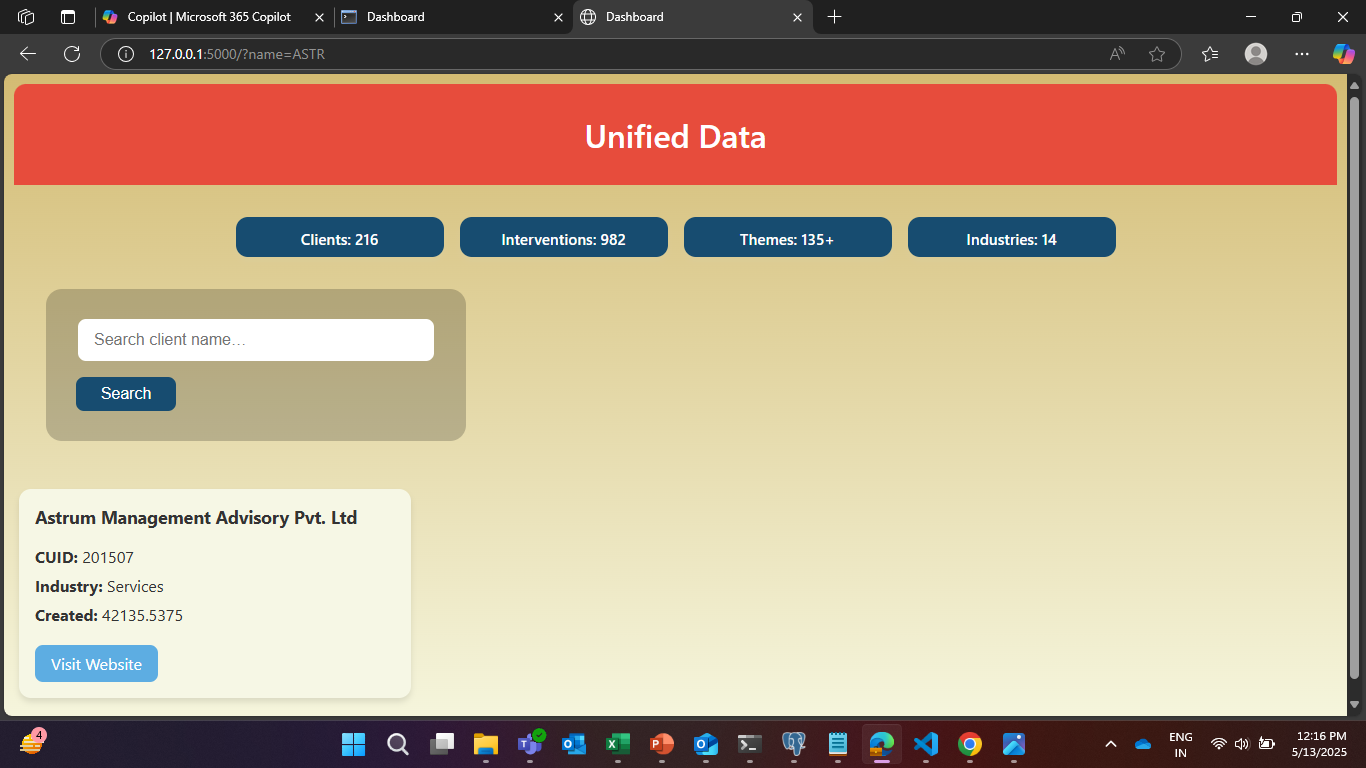 Copilot | Microsoft 365 Copilot
Dashboard
Dashboard
127.0.0.1:5000/?name=ASTR
Unified Data
Clients: 216
Interventions: 982
Themes: 135+
Industries: 14
Search client name...
Search
Astrum Management Advisory Pvt. Ltd
CUID: 201507
Industry: Services
Created: 42135.5375
Visit Website
4
ENG
IN
12:16 PM
5/13/2025